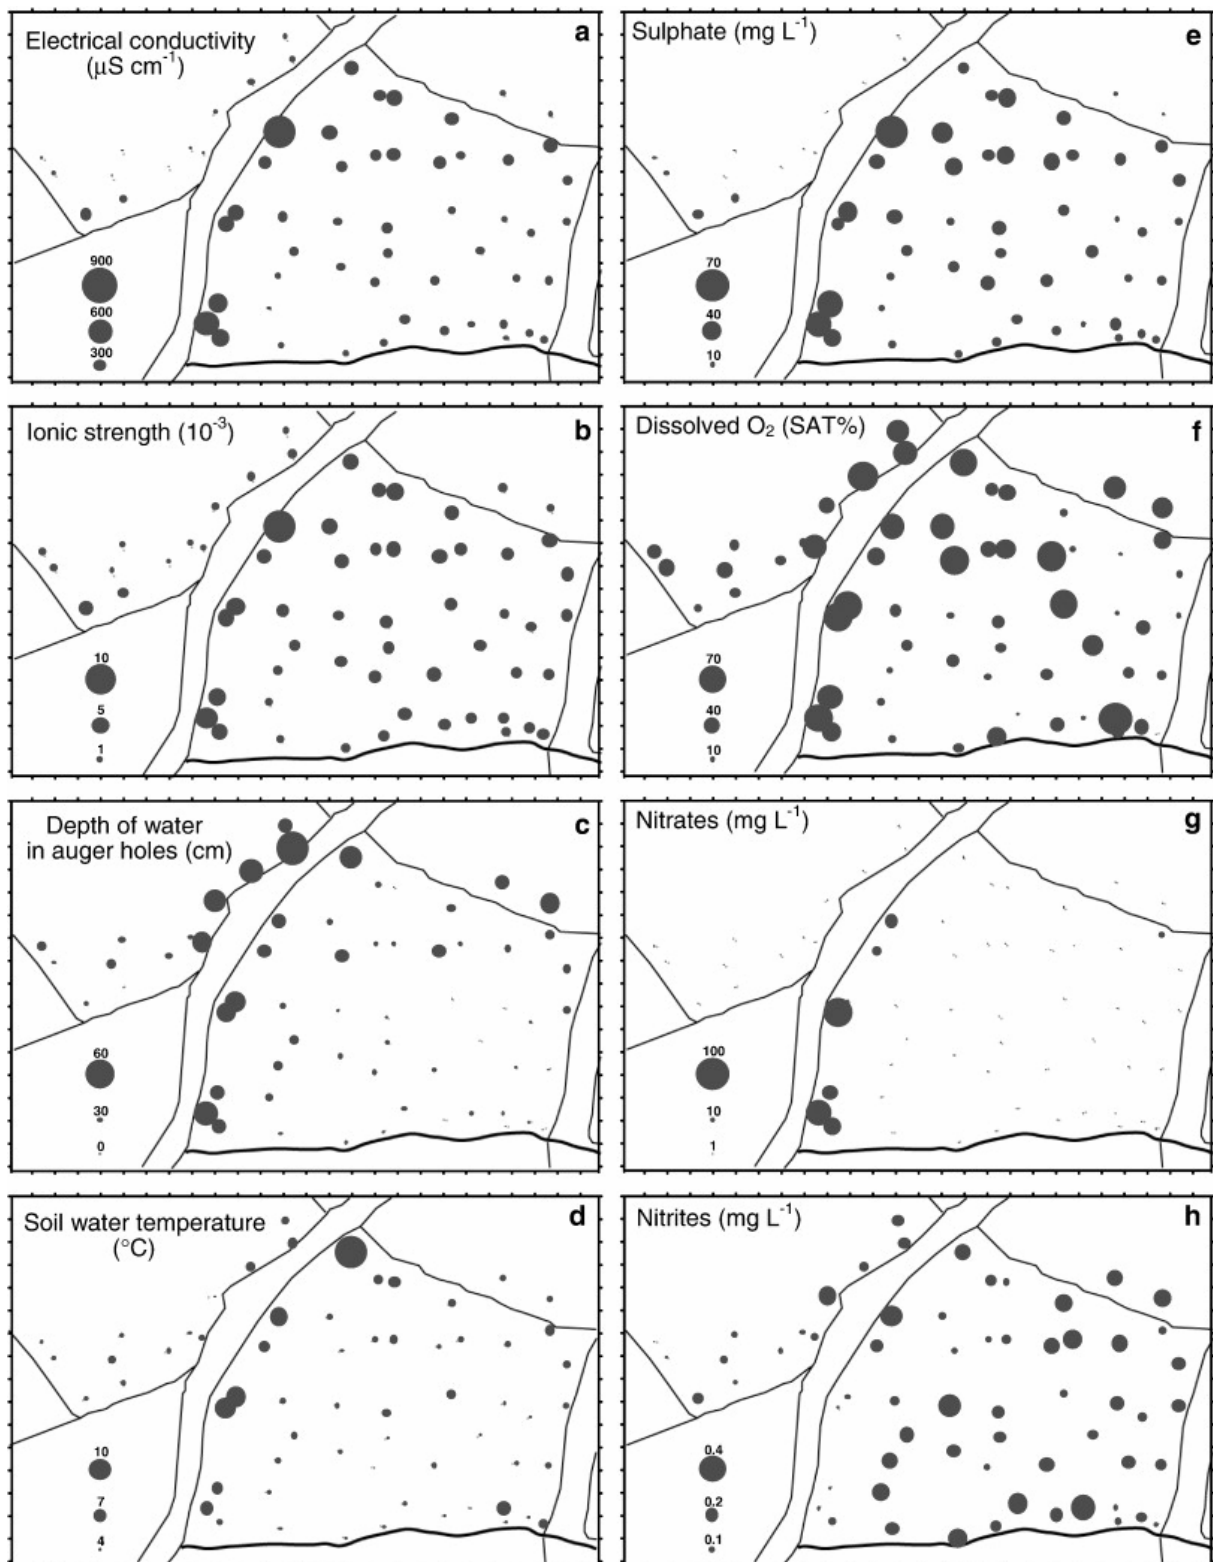 Electrical conductivity
(μS cm⁻¹)
a
900
600
300
Sulphate (mg L⁻¹)
e
70
40
10
Ionic strength (10⁻³)
b
10
5
1
Dissolved O₂ (SAT%)
f
70
40
10
Depth of water
in auger holes (cm)
c
60
30
0
Nitrates (mg L⁻¹)
g
100
10
1
Soil water temperature
(°C)
d
10
7
4
Nitrites (mg L⁻¹)
h
0.4
0.2
0.1